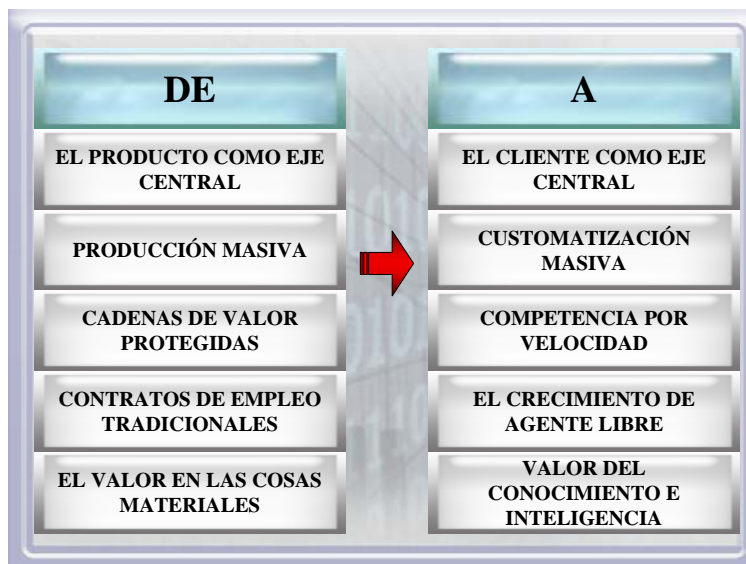 DE
EL PRODUCTO COMO EJE
CENTRAL
PRODUCCIÓN MASIVA
CADENAS DE VALOR
PROTEGIDAS
CONTRATOS DE EMPLEO
TRADICIONALES
EL VALOR EN LAS COSAS
MATERIALES
A
EL CLIENTE COMO EJE
CENTRAL
CUSTOMATIZACIÓN
MASIVA
COMPETENCIA POR
VELOCIDAD
EL CRECIMIENTO DE
AGENTE LIBRE
VALOR DEL
CONOCIMIENTO E
INTELIGENCIA